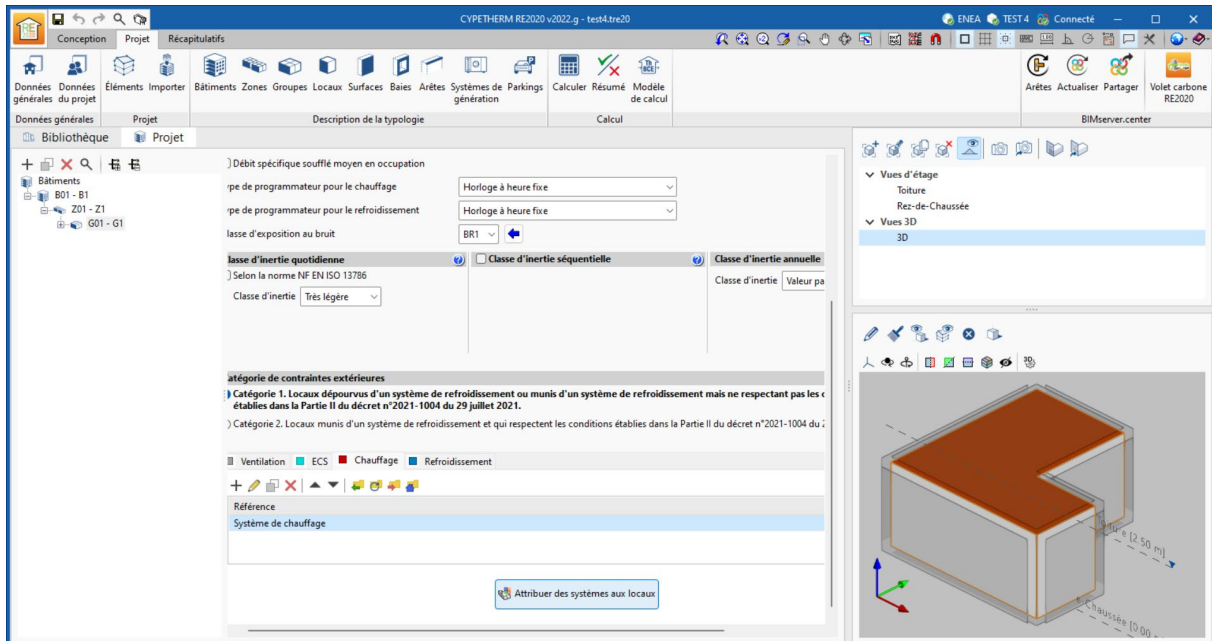 CYPETHERM RE2020 v2022.g - test4.tre20
ENEA TEST 4 Connecté
Conception Projet Récapitulatifs
Données générales
Données du projet
Éléments
Importer
Bâtiments
Zones
Groupes
Locaux
Surfaces
Baies
Arêtes
Systèmes de génération
Parkings
Calculer
Résumé
Modèle de calcul
Arêtes
Actualiser
Partager
Volet carbone RE2020
Données générales
Projet
Description de la typologie
Calcul
BIMserver.center
Bibliothèque
Projet
Bâtiments
B01 - B1
Z01 - Z1
G01 - G1
Débit spécifique soufflé moyen en occupation
ype de programmateur pour le chauffage
Horloge à heure fixe
ype de programmateur pour le refroidissement
Horloge à heure fixe
lasse d'exposition au bruit
BR1
lasse d'inertie quotidienne
Classe d'inertie séquentielle
Classe d'inertie annuelle
Selon la norme NF EN ISO 13786
Classe d'inertie Très légère
Classe d'inertie Valeur pa
atégorie de contraintes extérieures
Catégorie 1. Locaux dépourvus d'un système de refroidissement ou munis d'un système de refroidissement mais ne respectant pas les c
établies dans la Partie II du décret n°2021-1004 du 29 juillet 2021.
Catégorie 2. Locaux munis d'un système de refroidissement et qui respectent les conditions établies dans la Partie II du décret n°2021-1004 du 2
Ventilation ECS Chauffage Refroidissement
Référence
Système de chauffage
Attribuer des systèmes aux locaux
Vues d'étage
Toiture
Rez-de-Chaussée
Vues 3D
3D
[2.50 m]
Chaussée [0.00